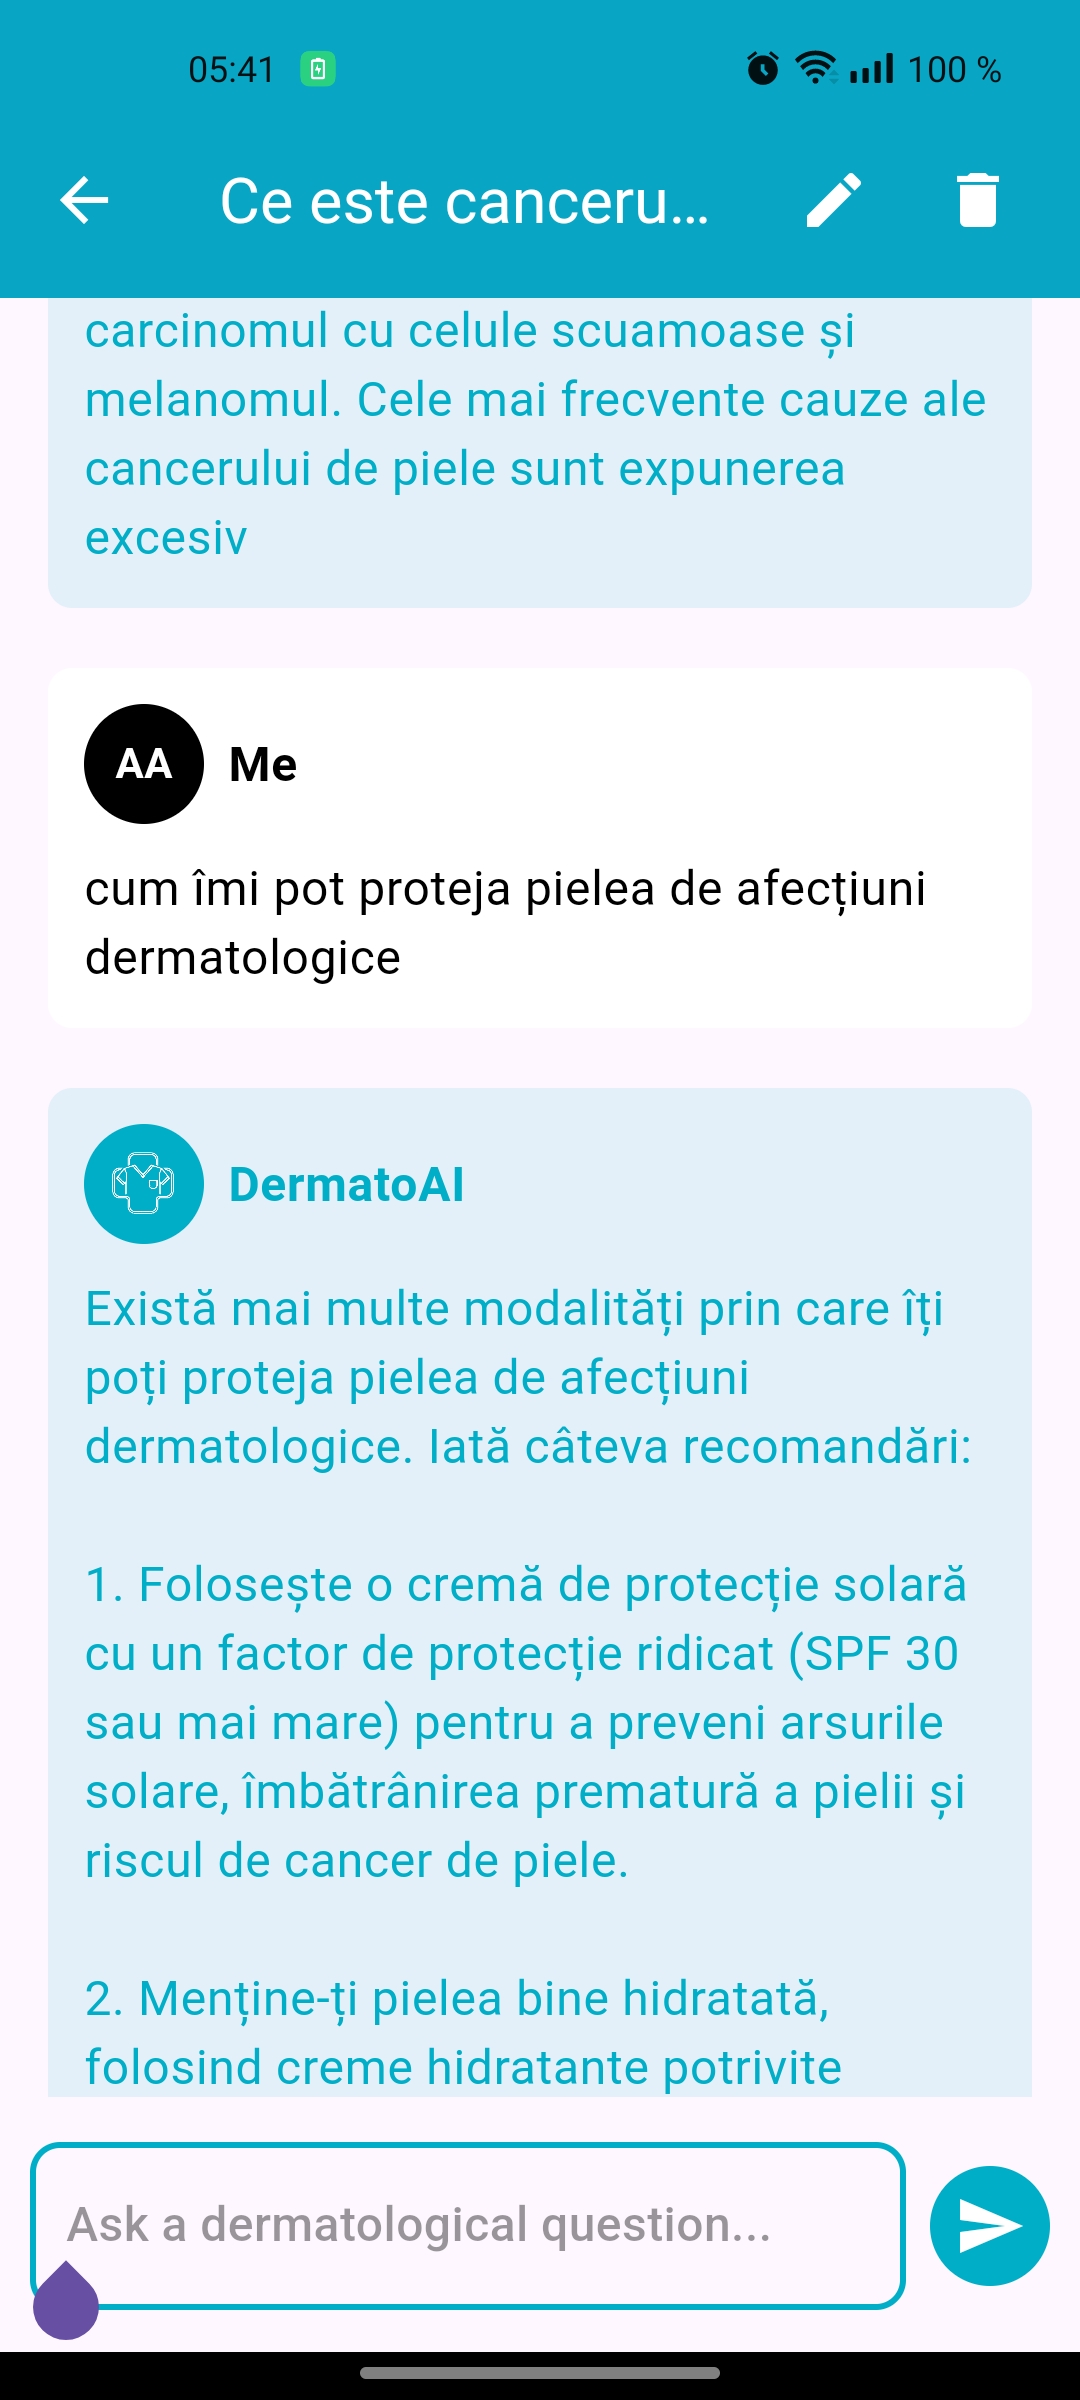 05:41
100 %
Ce este canceru...
carcinomul cu celule scuamoase și
melanomul. Cele mai frecvente cauze ale
cancerului de piele sunt expunerea
excesiv
AA
Me
cum îmi pot proteja pielea de afecțiuni
dermatologice
DermatoAI
Există mai multe modalități prin care îți
poți proteja pielea de afecțiuni
dermatologice. Iată câteva recomandări:
1. Folosește o cremă de protecție solară
cu un factor de protecție ridicat (SPF 30
sau mai mare) pentru a preveni arsurile
solare, îmbătrânirea prematură a pielii și
riscul de cancer de piele.
2. Menține-ți pielea bine hidratată,
folosind creme hidratante potrivite
Ask a dermatological question...